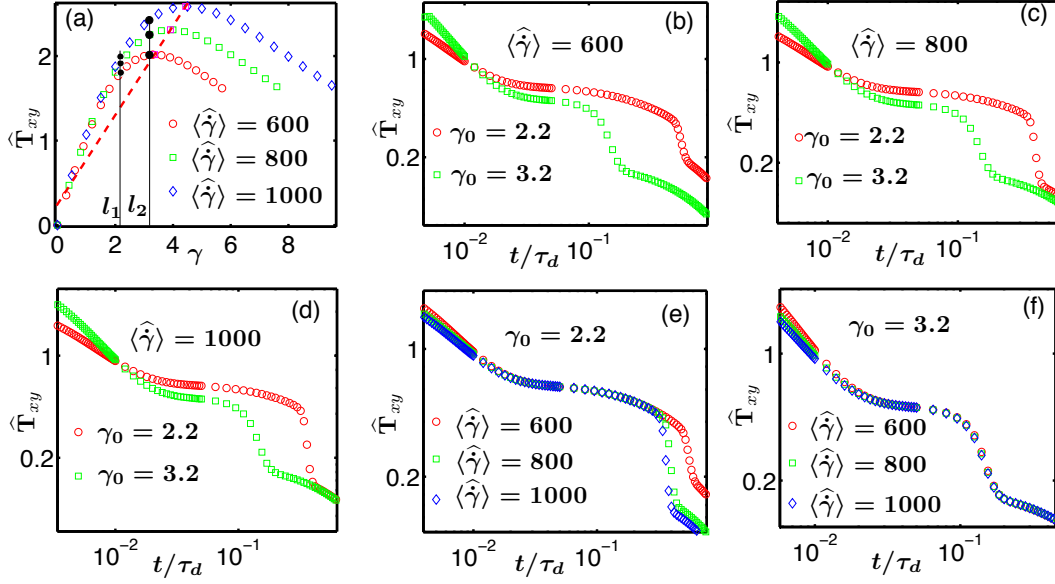 (a)
2
1
0
T̂xy
0 2 4 6 8
γ
l₁ l₂
⟨γ̇̂⟩ = 600
⟨γ̇̂⟩ = 800
⟨γ̇̂⟩ = 1000
(b)
⟨γ̇̂⟩ = 600
1
0.2
T̂xy
γ₀ = 2.2
γ₀ = 3.2
10⁻² 10⁻¹
t/τd
(c)
⟨γ̇̂⟩ = 800
1
0.2
T̂xy
γ₀ = 2.2
γ₀ = 3.2
10⁻² 10⁻¹
t/τd
(d)
⟨γ̇̂⟩ = 1000
1
0.2
T̂xy
γ₀ = 2.2
γ₀ = 3.2
10⁻² 10⁻¹
t/τd
(e)
γ₀ = 2.2
1
0.2
T̂xy
⟨γ̇̂⟩ = 600
⟨γ̇̂⟩ = 800
⟨γ̇̂⟩ = 1000
10⁻² 10⁻¹
t/τd
(f)
γ₀ = 3.2
1
0.2
T̂xy
⟨γ̇̂⟩ = 600
⟨γ̇̂⟩ = 800
⟨γ̇̂⟩ = 1000
10⁻² 10⁻¹
t/τd